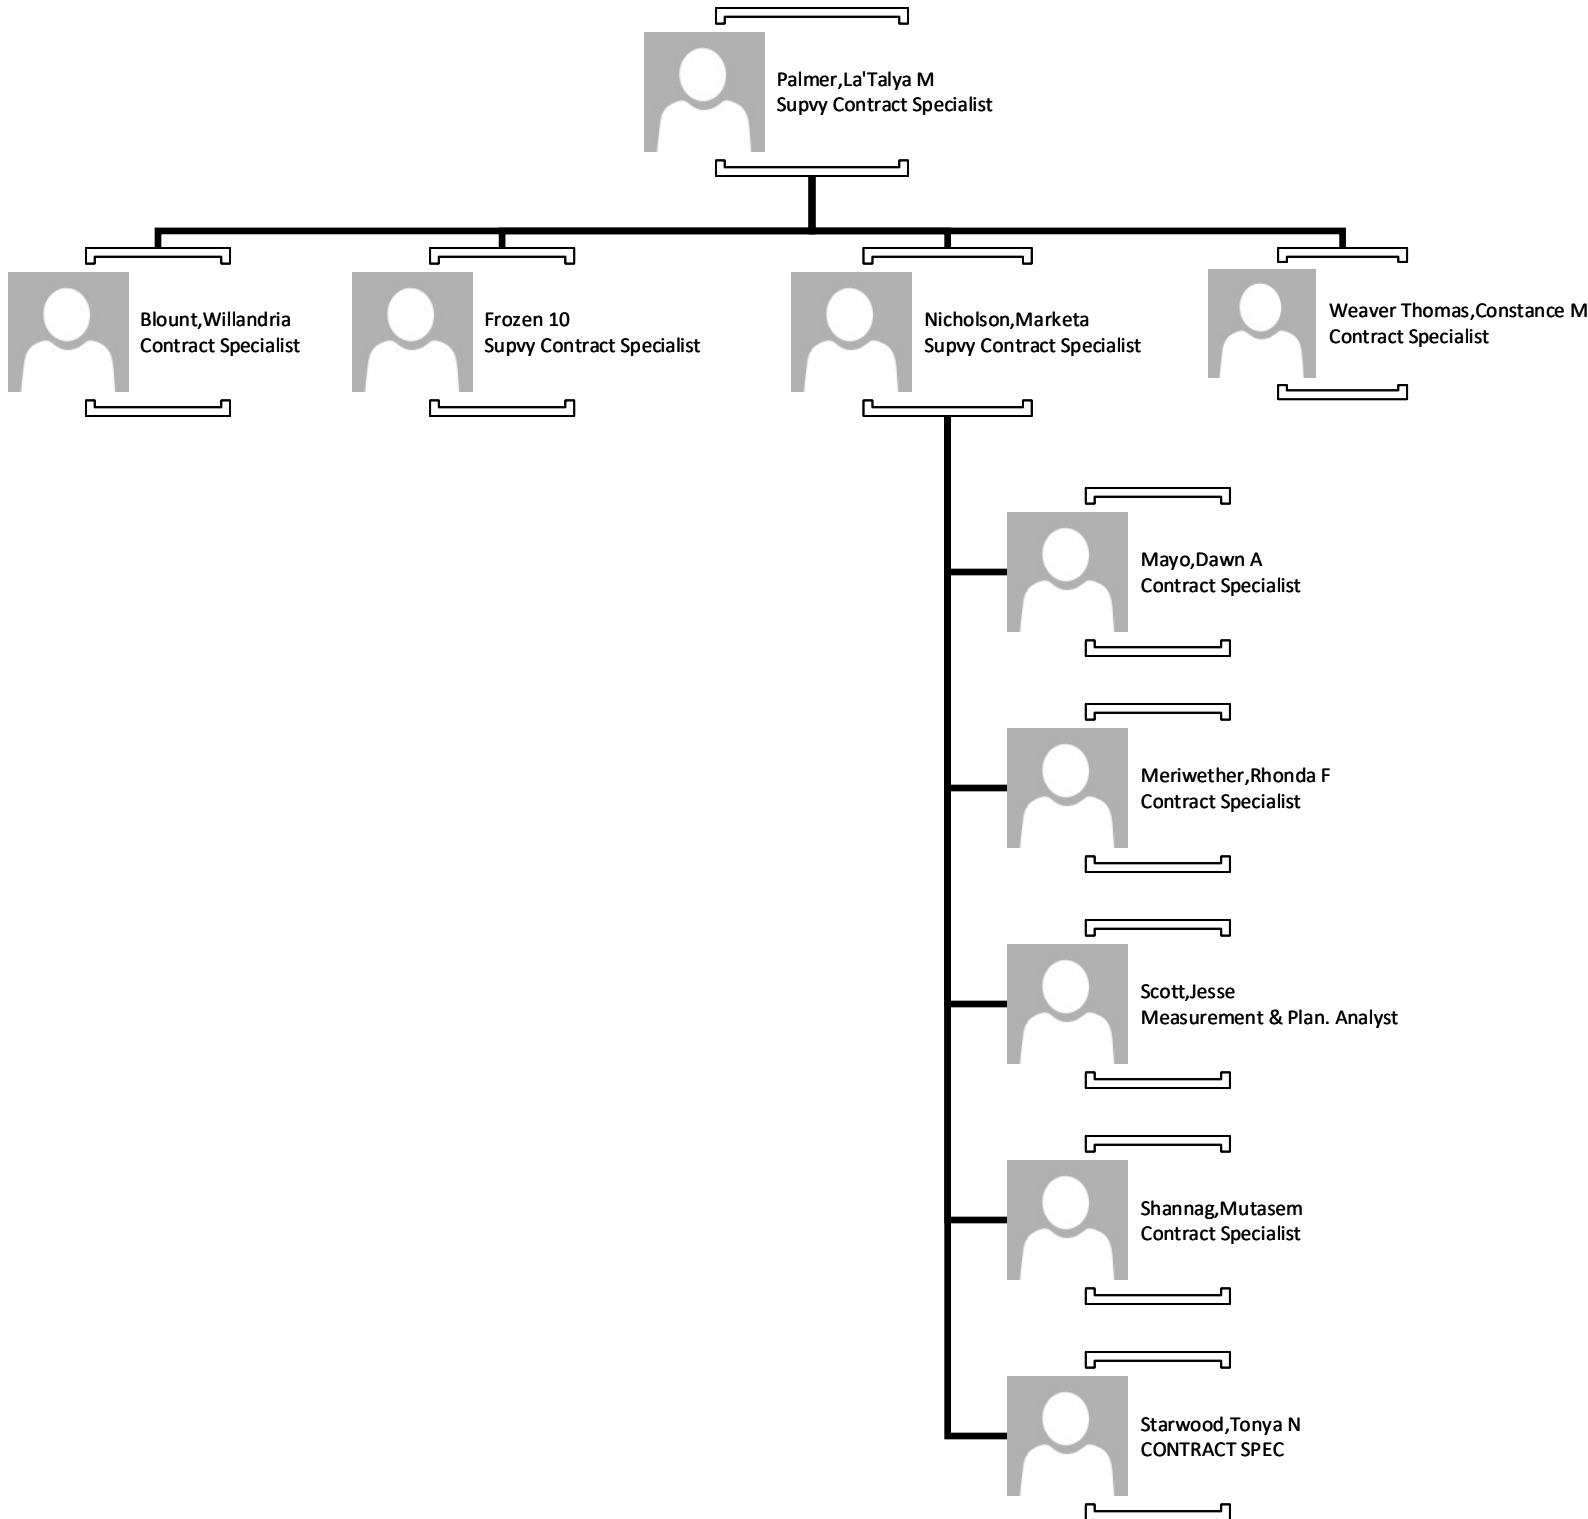 Palmer,La'Talya M
Supvy Contract Specialist
Blount,Willandria
Contract Specialist
Frozen 10
Supvy Contract Specialist
Nicholson,Marketa
Supvy Contract Specialist
Weaver Thomas,Constance M
Contract Specialist
Mayo,Dawn A
Contract Specialist
Meriwether,Rhonda F
Contract Specialist
Scott,Jesse
Measurement & Plan. Analyst
Shannag,Mutasem
Contract Specialist
Starwood,Tonya N
CONTRACT SPEC